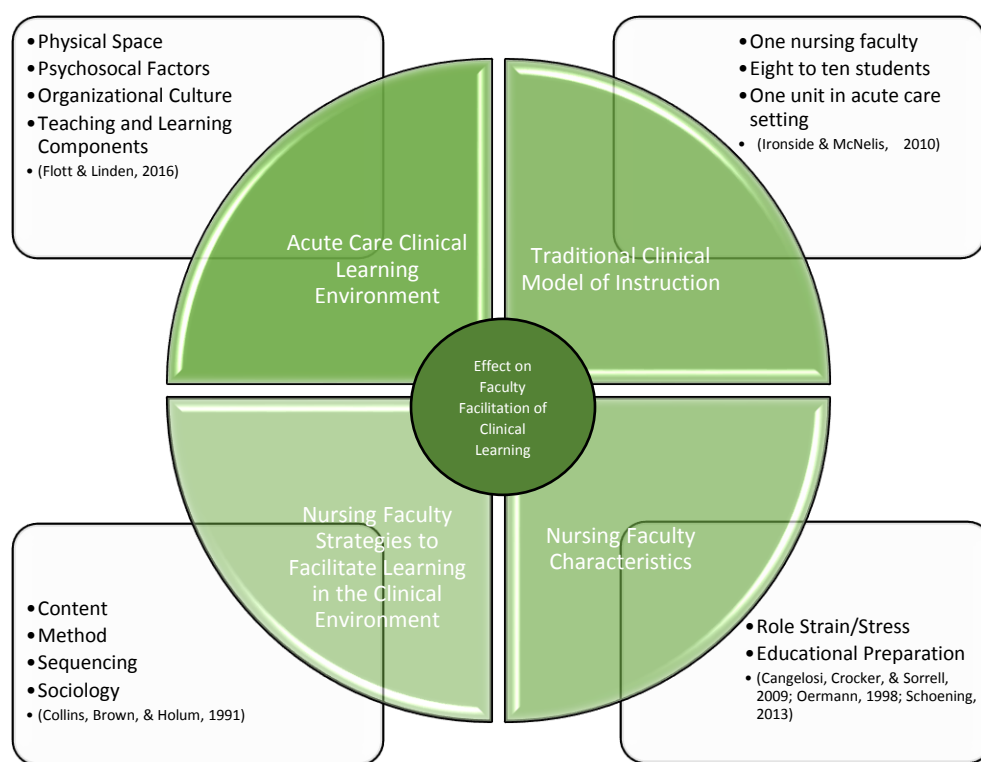 •Physical Space
•Psychosocal Factors
•Organizational Culture
•Teaching and Learning
Components
• (Flott & Linden, 2016)
•One nursing faculty
•Eight to ten students
•One unit in acute care
setting
• (Ironside & McNelis, 2010)
Acute Care Clinical
Learning
Environment
Traditional Clinical
Model of Instruction
Effect on
Faculty
Facilitation of
Clinical
Learning
Nursing Faculty
Strategies to
Facilitate Learning
in the Clinical
Environment
Nursing Faculty
Characteristics
•Content
•Method
•Sequencing
•Sociology
• (Collins, Brown, & Holum, 1991)
•Role Strain/Stress
•Educational Preparation
• (Cangelosi, Crocker, & Sorrell,
2009; Oermann, 1998; Schoening,
2013)